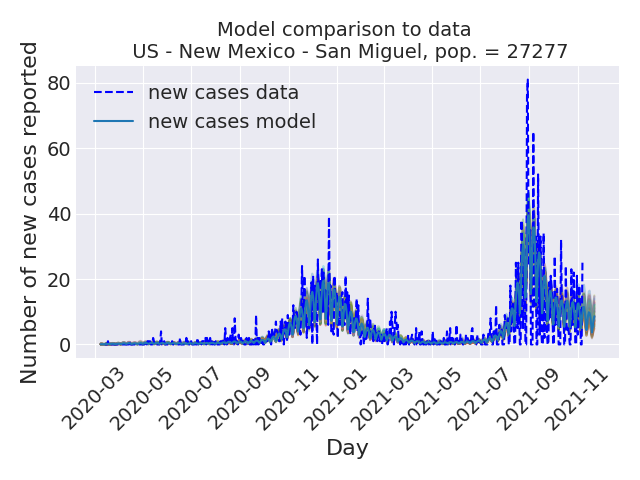 Model comparison to data
US - New Mexico - San Miguel, pop. = 27277
Number of new cases reported
80
60
40
20
0
new cases data
new cases model
2020-03
2020-05
2020-07
2020-09
2020-11
2021-01
2021-03
2021-05
2021-07
2021-09
2021-11
Day